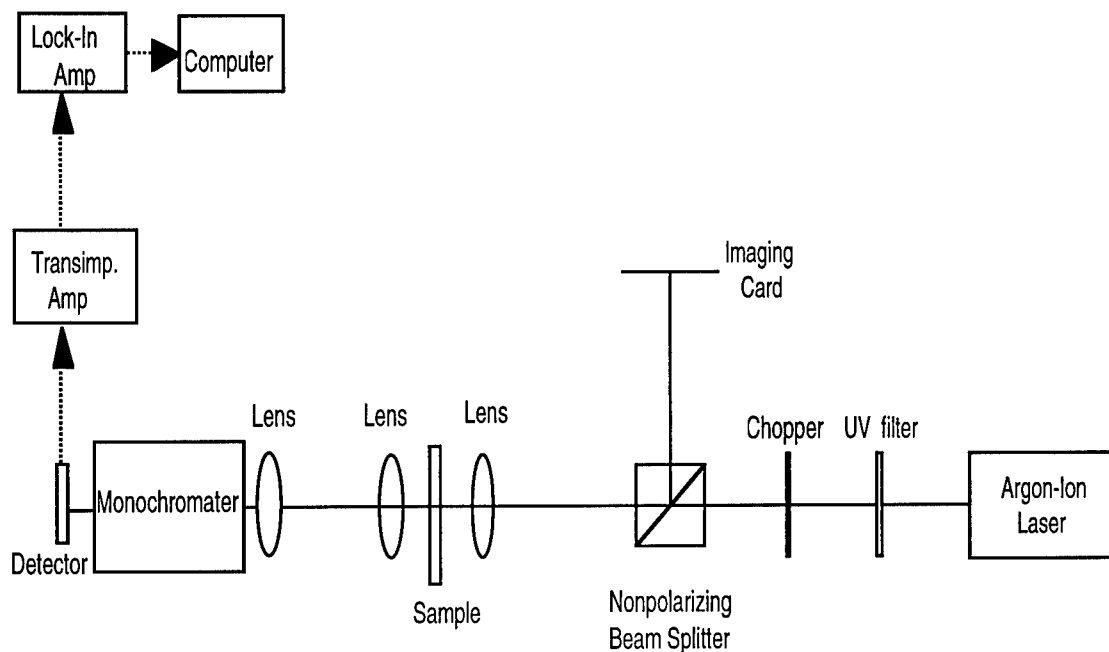 Lock-In
Amp
Computer
Transimp.
Amp
Imaging
Card
Lens
Lens
Lens
Chopper
UV filter
Monochromater
Argon-Ion
Laser
Detector
Sample
Nonpolarizing
Beam Splitter